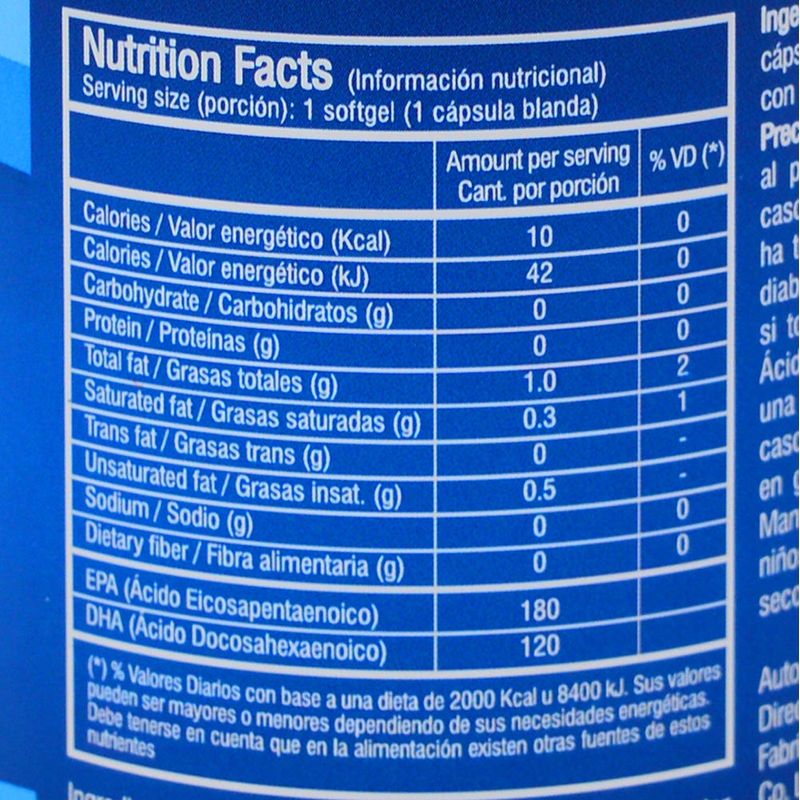 Nutrition Facts (Información nutricional)
Serving size (porción): 1 softgel (1 cápsula blanda)
Amount per serving % VD (*)
Cant. por porción
Calories / Valor energético (Kcal) 10 0
Calories / Valor energético (kJ) 42 0
Carbohydrate / Carbohidratos (g) 0 0
Protein / Proteínas (g) 0 0
Total fat / Grasas totales (g) 1.0 2
Saturated fat / Grasas saturadas (g) 0.3 1
Trans fat / Grasas trans (g) 0 -
Unsaturated fat / Grasas insat. (g) 0.5 -
Sodium / Sodio (g) 0 0
Dietary fiber / Fibra alimentaria (g) 0 0
EPA (Ácido Eicosapentaenoico) 180
DHA (Ácido Docosahexaenoico) 120
(*) % Valores Diarios con base a una dieta de 2000 Kcal u 8400 kJ. Sus valores
pueden ser mayores o menores dependiendo de sus necesidades energéticas.
Debe tenerse en cuenta que en la alimentación existen otras fuentes de estos
nutrientes
Inge
cáps
con
Prec
al p
caso
ha t
diab
si to
Ácid
una
caso
en g
Man
niño
secc
Auto
Direc
Fabri
Co. L